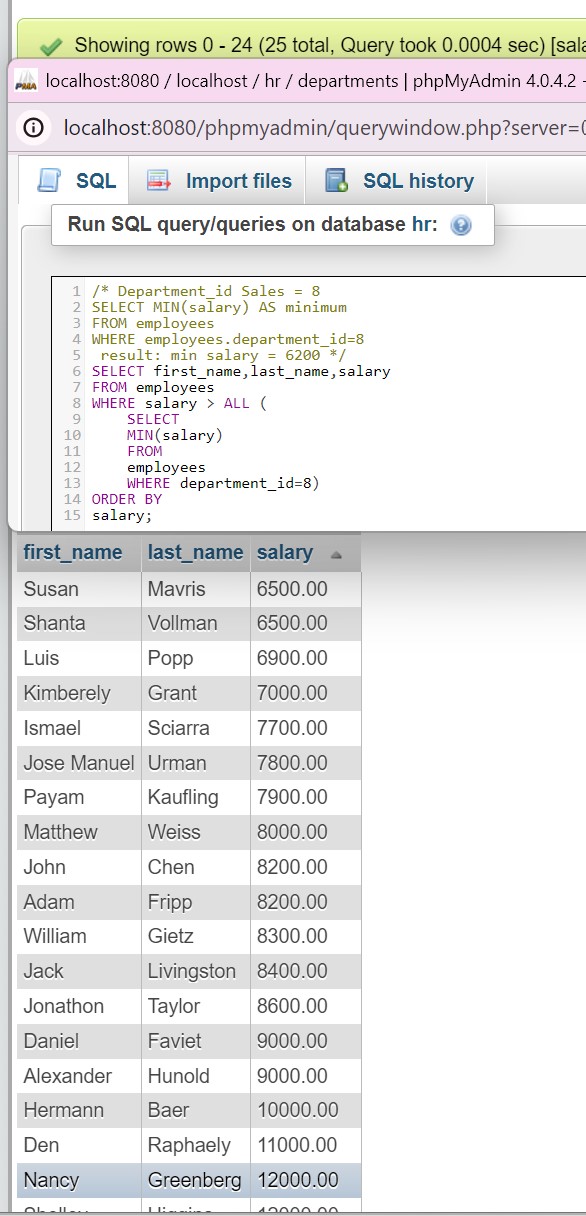 Showing rows 0 - 24 (25 total, Query took 0.0004 sec) [sala
localhost:8080 / localhost / hr / departments | phpMyAdmin 4.0.4.2 -
localhost:8080/phpmyadmin/querywindow.php?server=
SQL Import files SQL history
Run SQL query/queries on database hr:
1 /* Department_id Sales = 8
2 SELECT MIN(salary) AS minimum
3 FROM employees
4 WHERE employees.department_id=8
5 result: min salary = 6200 */
6 SELECT first_name,last_name,salary
7 FROM employees
8 WHERE salary > ALL (
9 SELECT
10 MIN(salary)
11 FROM
12 employees
13 WHERE department_id=8)
14 ORDER BY
15 salary;
first_name last_name salary
Susan Mavris 6500.00
Shanta Vollman 6500.00
Luis Popp 6900.00
Kimberely Grant 7000.00
Ismael Sciarra 7700.00
Jose Manuel Urman 7800.00
Payam Kaufling 7900.00
Matthew Weiss 8000.00
John Chen 8200.00
Adam Fripp 8200.00
William Gietz 8300.00
Jack Livingston 8400.00
Jonathon Taylor 8600.00
Daniel Faviet 9000.00
Alexander Hunold 9000.00
Hermann Baer 10000.00
Den Raphaely 11000.00
Nancy Greenberg 12000.00